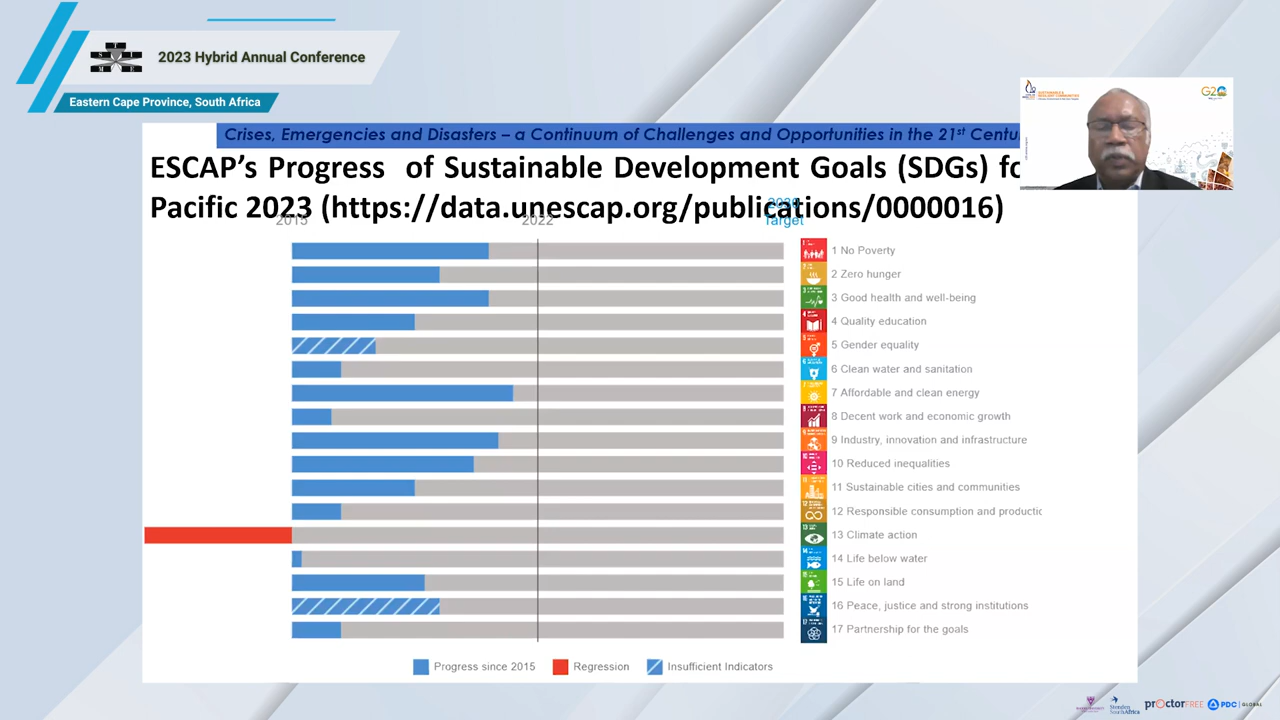 STIME
2023 Hybrid Annual Conference
Eastern Cape Province, South Africa
G20
Crises, Emergencies and Disasters – a Continuum of Challenges and Opportunities in the 21st Centu
ESCAP’s Progress of Sustainable Development Goals (SDGs) fo
Pacific 2023 (https://data.unescap.org/publications/0000016)
2015
2022
Target
1 No Poverty
2 Zero hunger
3 Good health and well-being
4 Quality education
5 Gender equality
6 Clean water and sanitation
7 Affordable and clean energy
8 Decent work and economic growth
9 Industry, innovation and infrastructure
10 Reduced inequalities
11 Sustainable cities and communities
12 Responsible consumption and productic
13 Climate action
14 Life below water
15 Life on land
16 Peace, justice and strong institutions
17 Partnership for the goals
Progress since 2015
Regression
Insufficient Indicators
Stenden
South Africa
proctorFREE
PDC | GLOBAL